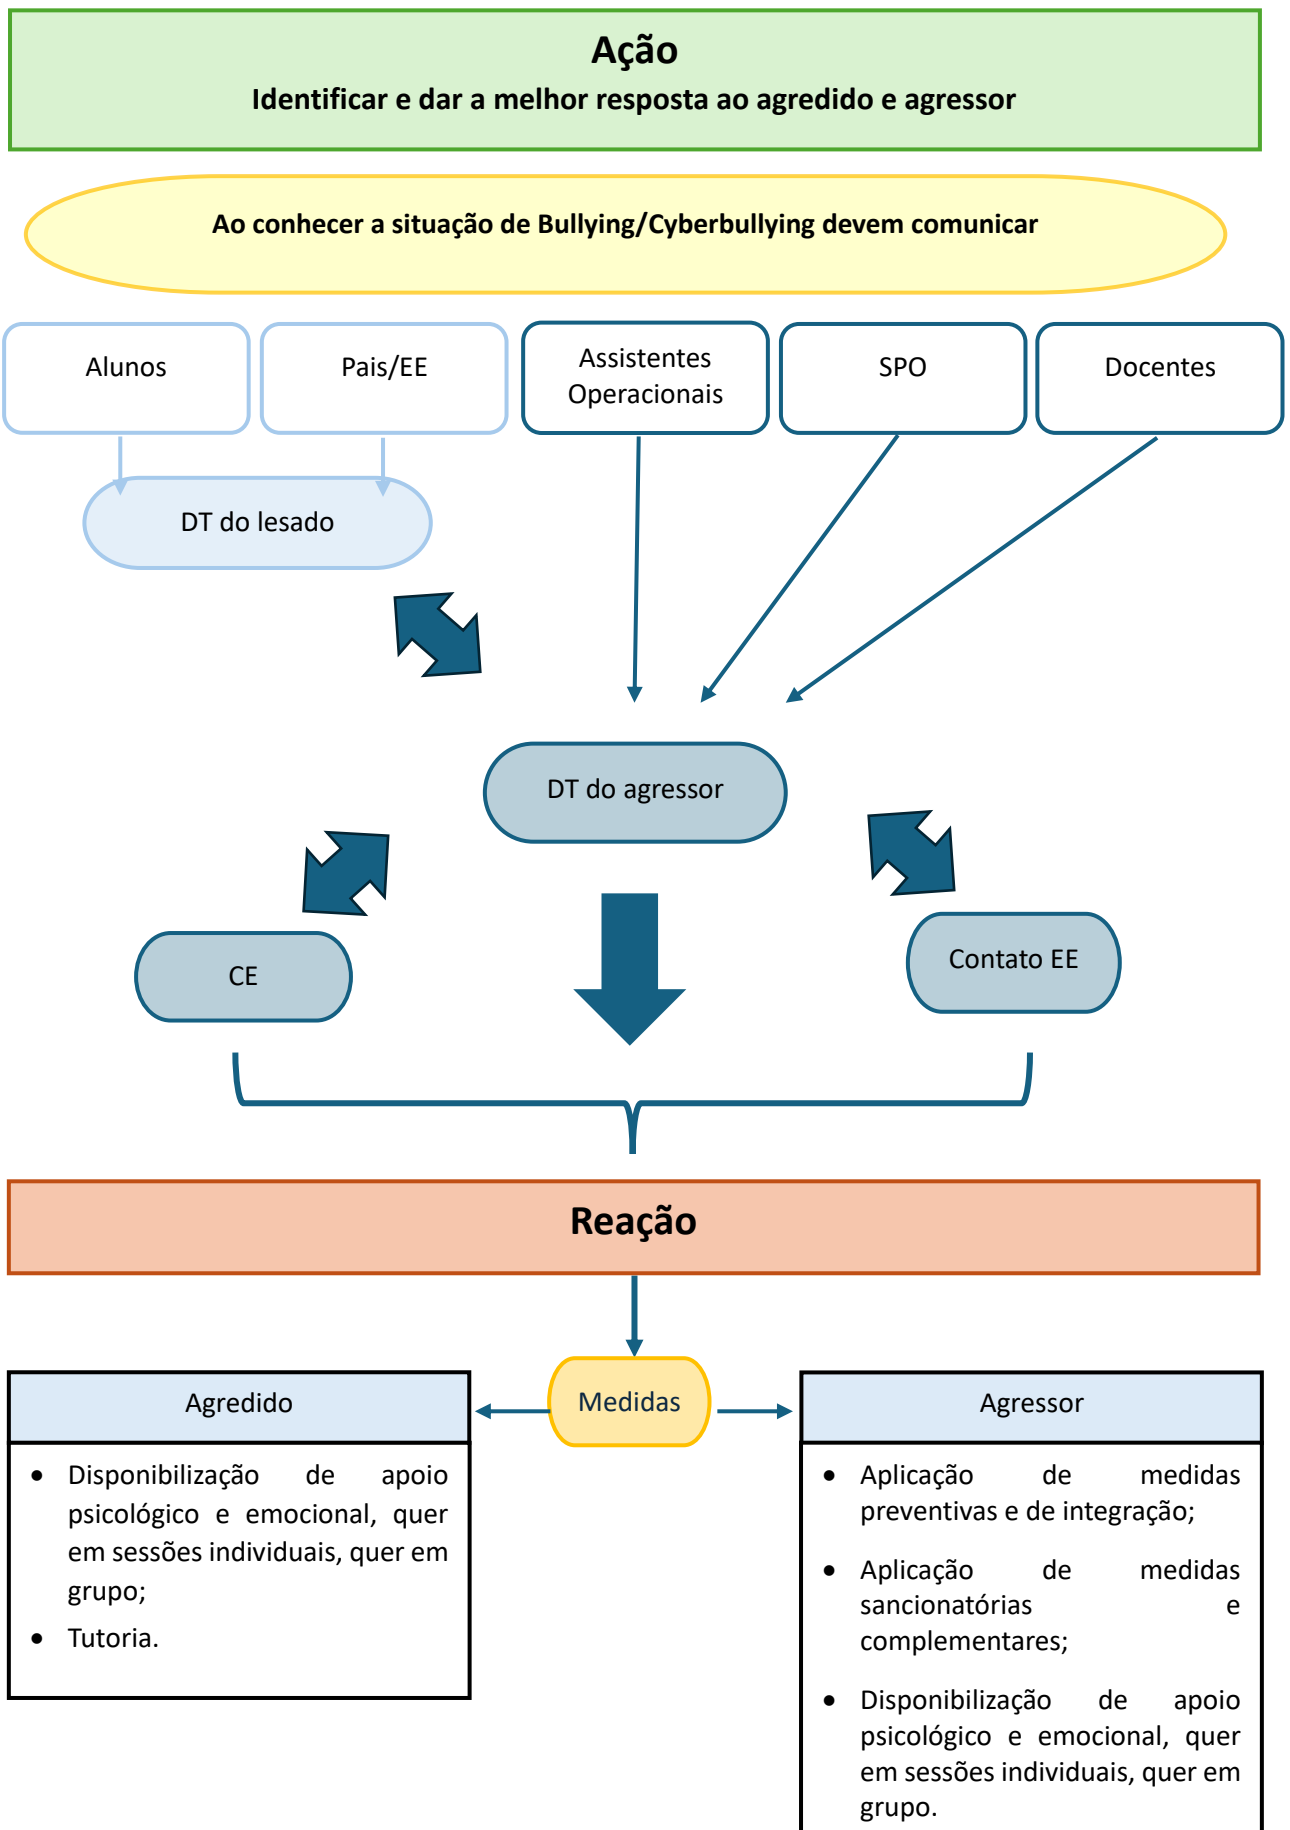 Ação
Identificar e dar a melhor resposta ao agredido e agressor
Ao conhecer a situação de Bullying/Cyberbullying devem comunicar
Alunos
Pais/EE
Assistentes
Operacionais
SPO
Docentes
DT do lesado
DT do agressor
CE
Contato EE
Reação
Medidas
Agredido
• Disponibilização de apoio
psicológico e emocional, quer
em sessões individuais, quer em
grupo;
• Tutoria.
Agressor
• Aplicação de medidas
preventivas e de integração;
• Aplicação de medidas
sancionatórias e
complementares;
• Disponibilização de apoio
psicológico e emocional, quer
em sessões individuais, quer em
grupo.